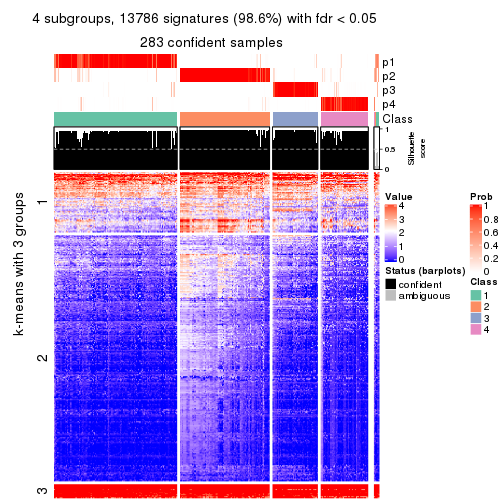 4 subgroups, 13786 signatures (98.6%) with fdr < 0.05
283 confident samples
p1
p2
p3
p4
Class
1
0.5
0
Silhouette
score
k-means with 3 groups
1
2
3
Value
4
3
2
1
0
Status (barplots)
confident
ambiguous
Prob
1
0.8
0.6
0.4
0.2
0
Class
1
2
3
4